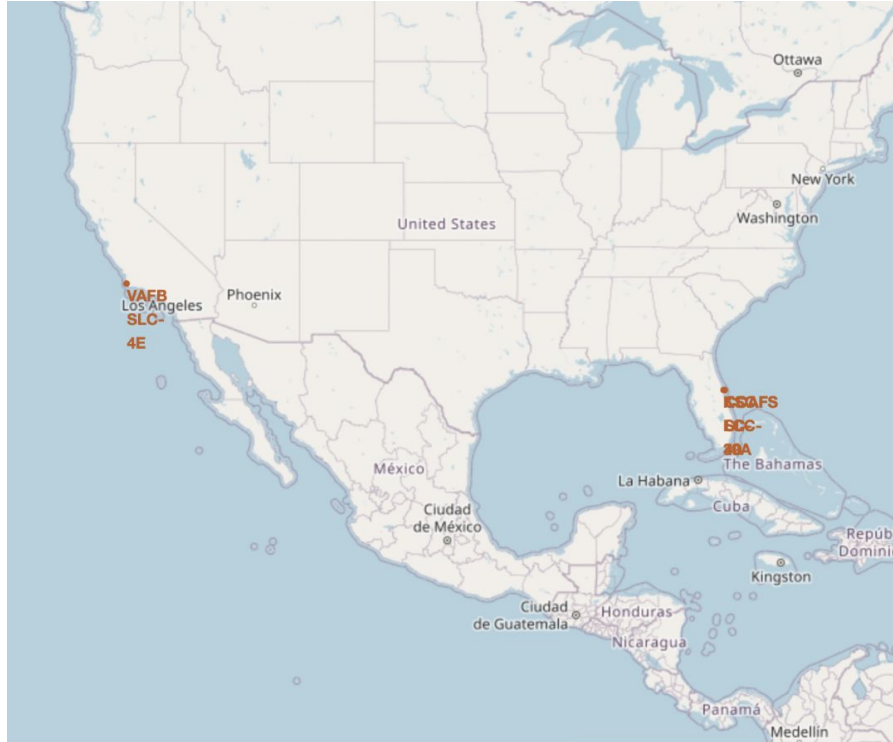 Ottawa
New York
Washington
United States
VAFB
SLC-
4E
Los Angeles
Phoenix
The Bahamas
México
La Habana
Cuba
Ciudad
de México
Kingston
Ciudad
de Guatemala
Honduras
Nicaragua
Panamá
Medellín